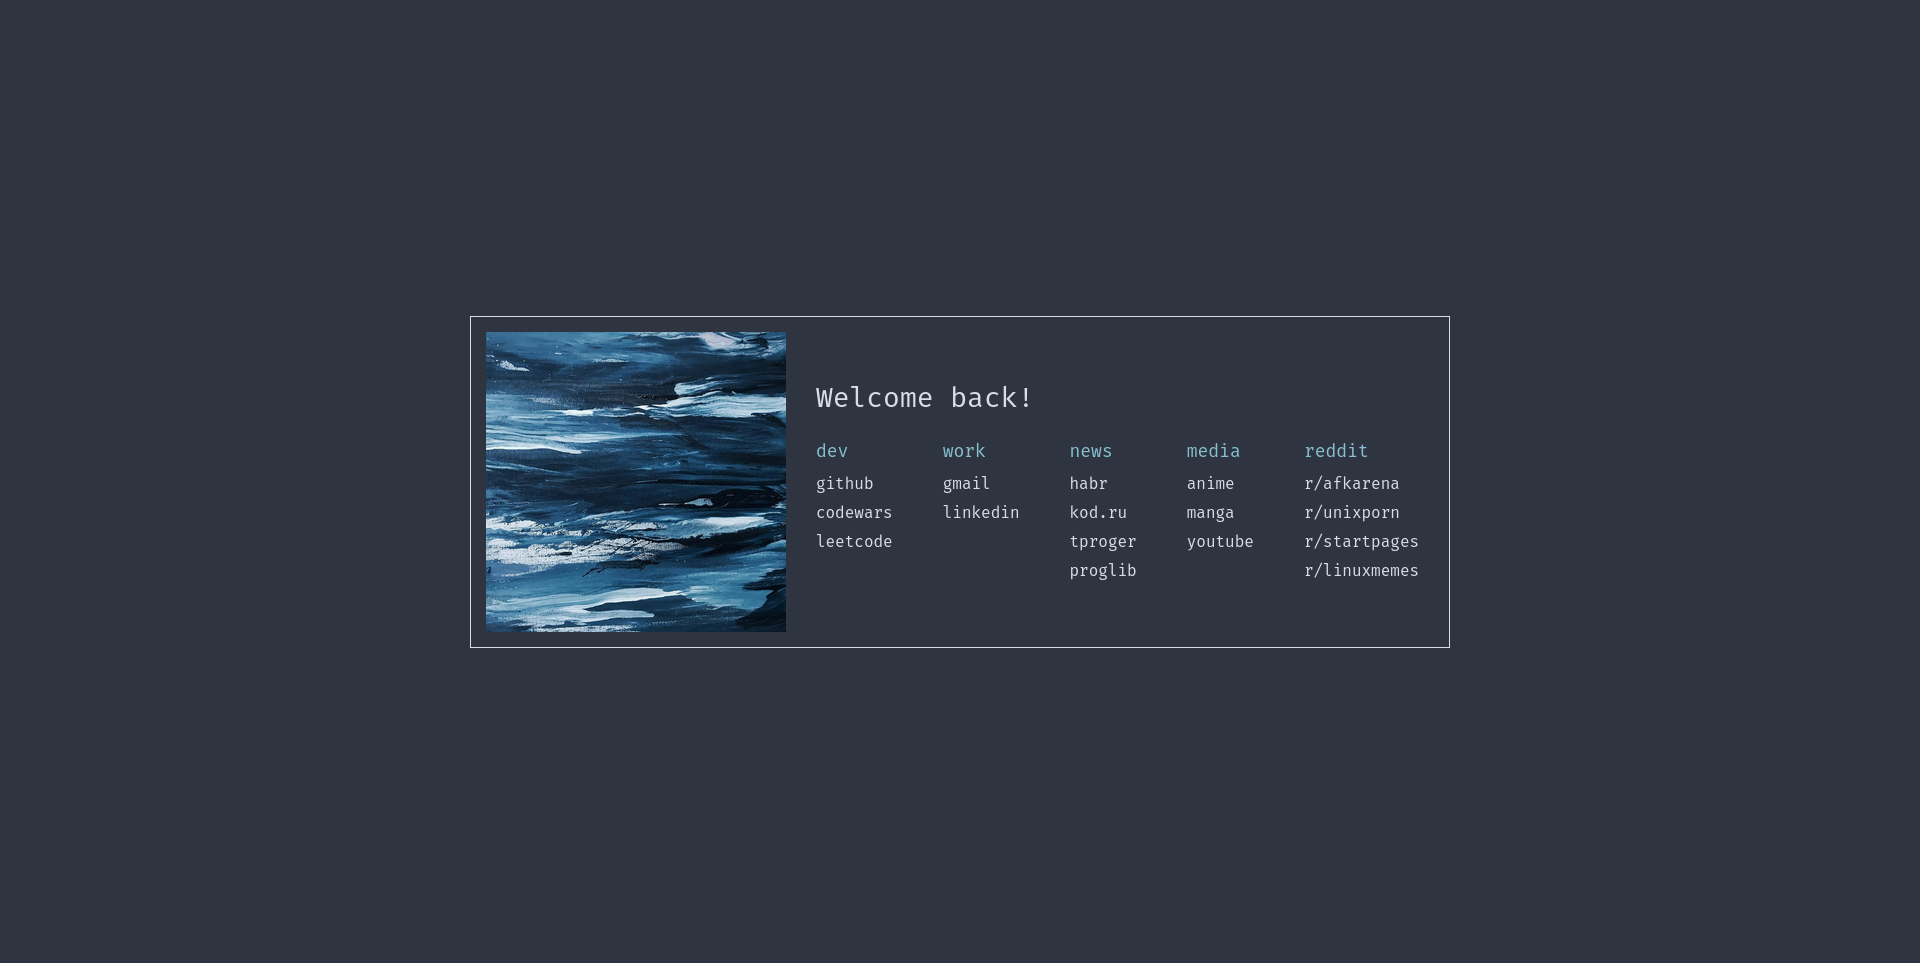 Welcome back!
dev work news media reddit
github gmail habr anime r/afkarena
codewars linkedin kod.ru manga r/unixporn
leetcode tproger youtube r/startpages
proglib r/linuxmemes